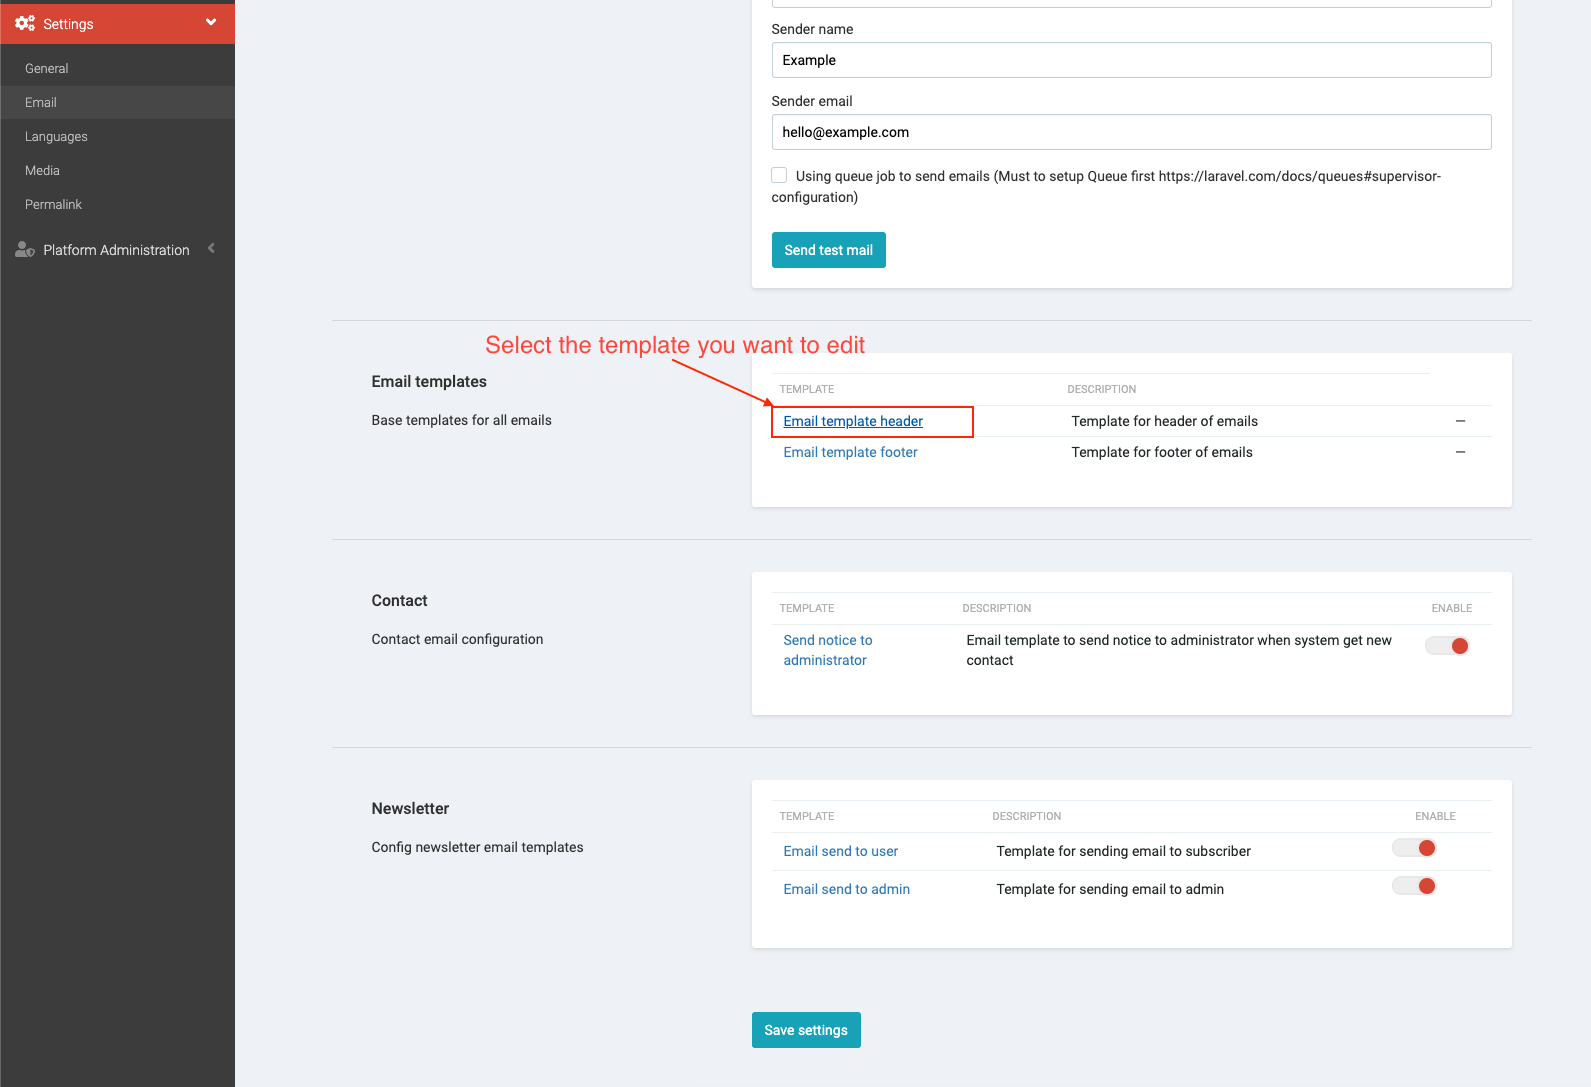 Settings
General
Email
Languages
Media
Permalink
Platform Administration
Sender name
Example
Sender email
hello@example.com
Using queue job to send emails (Must to setup Queue first https://laravel.com/docs/queues#supervisor-
configuration)
Send test mail
Select the template you want to edit
Email templates
Base templates for all emails
TEMPLATE DESCRIPTION
Email template header Template for header of emails –
Email template footer Template for footer of emails –
Contact
Contact email configuration
TEMPLATE DESCRIPTION ENABLE
Send notice to Email template to send notice to administrator when system get new
administrator contact
Newsletter
Config newsletter email templates
TEMPLATE DESCRIPTION ENABLE
Email send to user Template for sending email to subscriber
Email send to admin Template for sending email to admin
Save settings